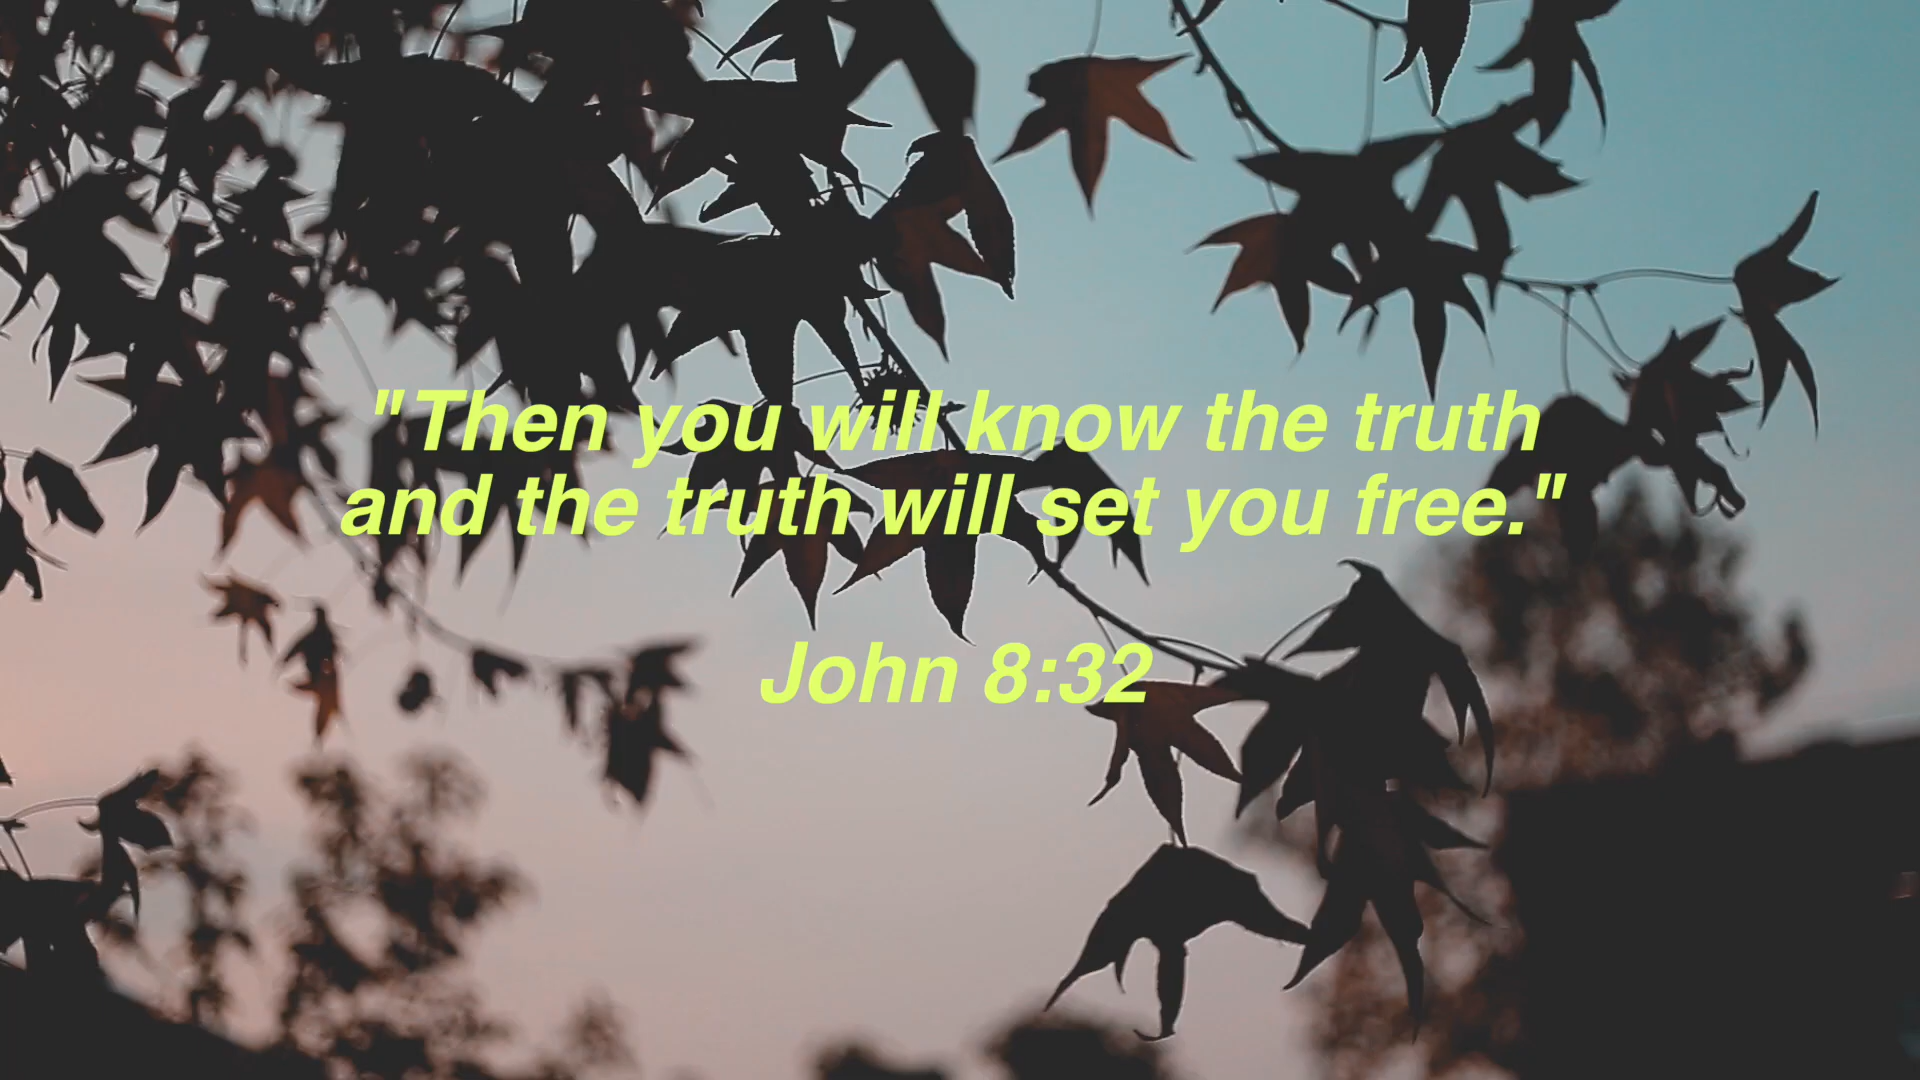 "Then you will know the truth
and the truth will set you free."
John 8:32